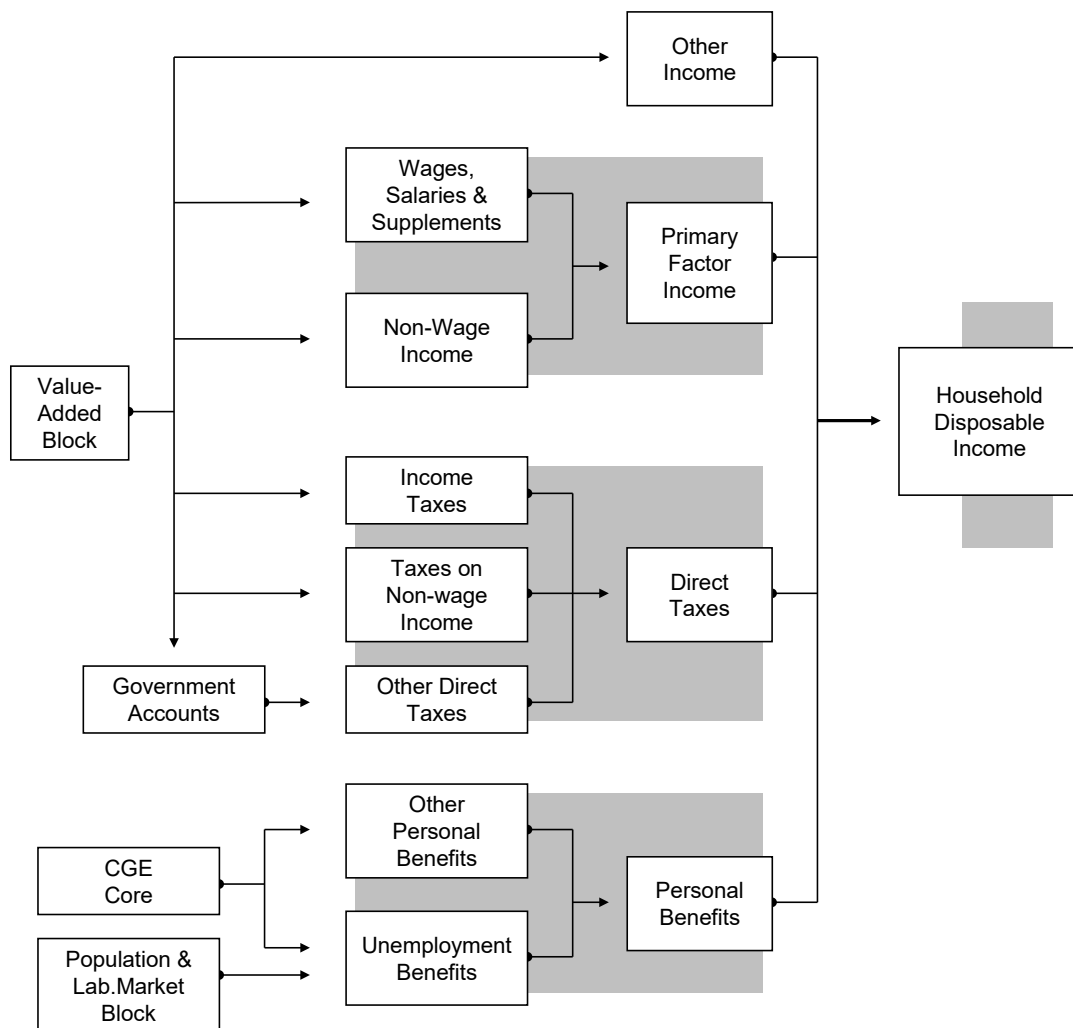 Other
Income
Wages,
Salaries &
Supplements
Primary
Factor
Income
Non-Wage
Income
Value-
Added
Block
Household
Disposable
Income
Income
Taxes
Taxes on
Non-wage
Income
Direct
Taxes
Government
Accounts
Other Direct
Taxes
Other
Personal
Benefits
CGE
Core
Personal
Benefits
Unemployment
Benefits
Population &
Lab.Market
Block